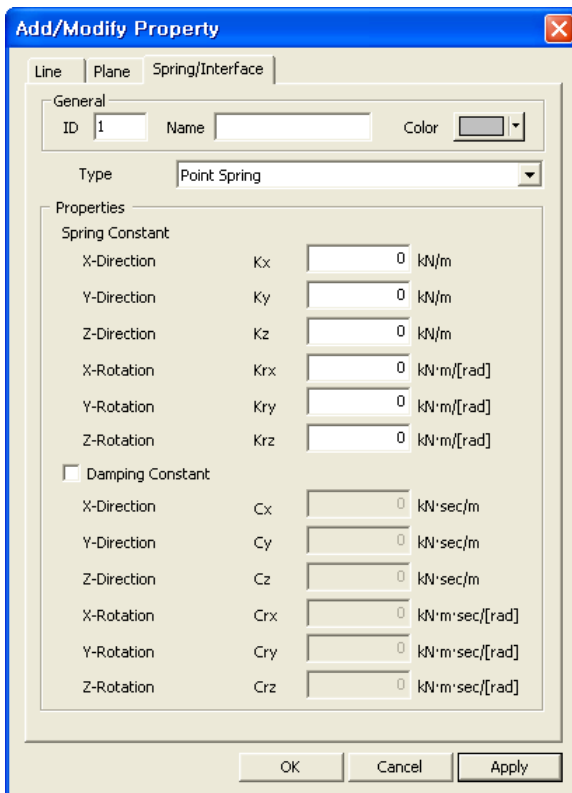 Add/Modify Property
Line Plane Spring/Interface
General
ID 1 Name Color
Type Point Spring
Properties
Spring Constant
X-Direction Kx 0 kN/m
Y-Direction Ky 0 kN/m
Z-Direction Kz 0 kN/m
X-Rotation Krx 0 kN·m/[rad]
Y-Rotation Kry 0 kN·m/[rad]
Z-Rotation Krz 0 kN·m/[rad]
Damping Constant
X-Direction Cx 0 kN·sec/m
Y-Direction Cy 0 kN·sec/m
Z-Direction Cz 0 kN·sec/m
X-Rotation Crx 0 kN·m·sec/[rad]
Y-Rotation Cry 0 kN·m·sec/[rad]
Z-Rotation Crz 0 kN·m·sec/[rad]
OK Cancel Apply